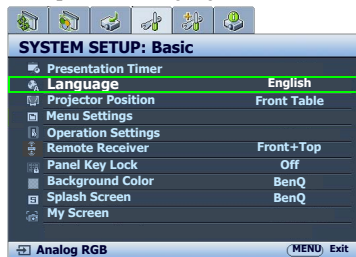 SYSTEM SETUP: Basic
Presentation Timer
Language English
Projector Position Front Table
Menu Settings
Operation Settings
Remote Receiver Front+Top
Panel Key Lock Off
Background Color BenQ
Splash Screen BenQ
My Screen
Analog RGB MENU Exit